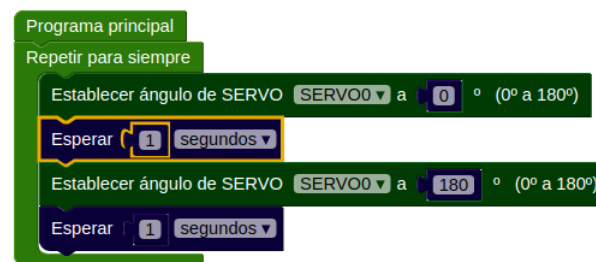 Programa principal
Repetir para siempre
Establecer ángulo de SERVO SERVO0 ▾ a 0 º (0º a 180º)
Esperar 1 segundos ▾
Establecer ángulo de SERVO SERVO0 ▾ a 180 º (0º a 180º)
Esperar 1 segundos ▾